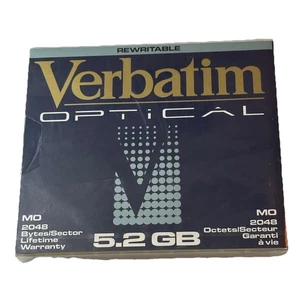 REWRITABLE
Verbatim
OPTICAL
MO
2048
Bytes/Sector
Lifetime
Warranty
5.2 GB
MO
2048
Octets/Secteur
Garanti
à vie